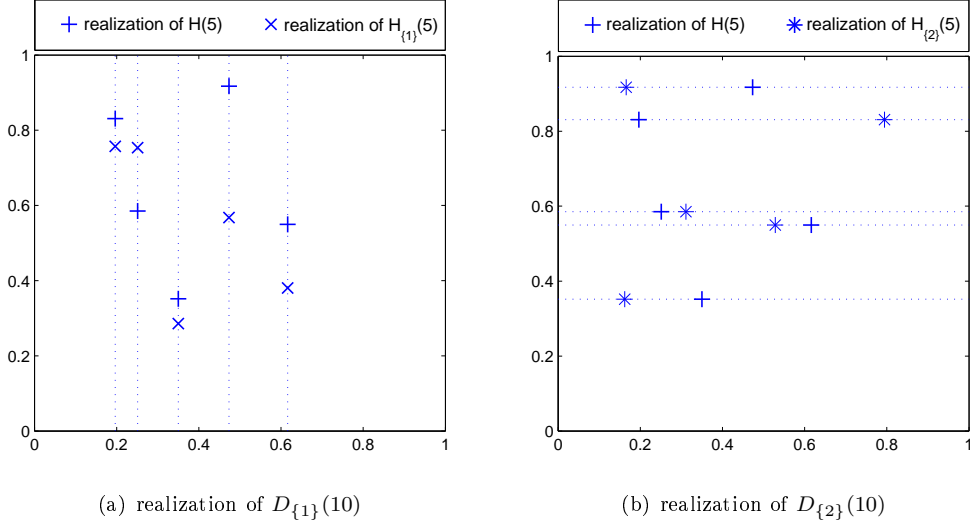 realization of H(5) realization of H{1}(5)
1
0.8
0.6
0.4
0.2
0
0 0.2 0.4 0.6 0.8 1
(a) realization of D{1}(10)
realization of H(5) realization of H{2}(5)
1
0.8
0.6
0.4
0.2
0
0 0.2 0.4 0.6 0.8 1
(b) realization of D{2}(10)